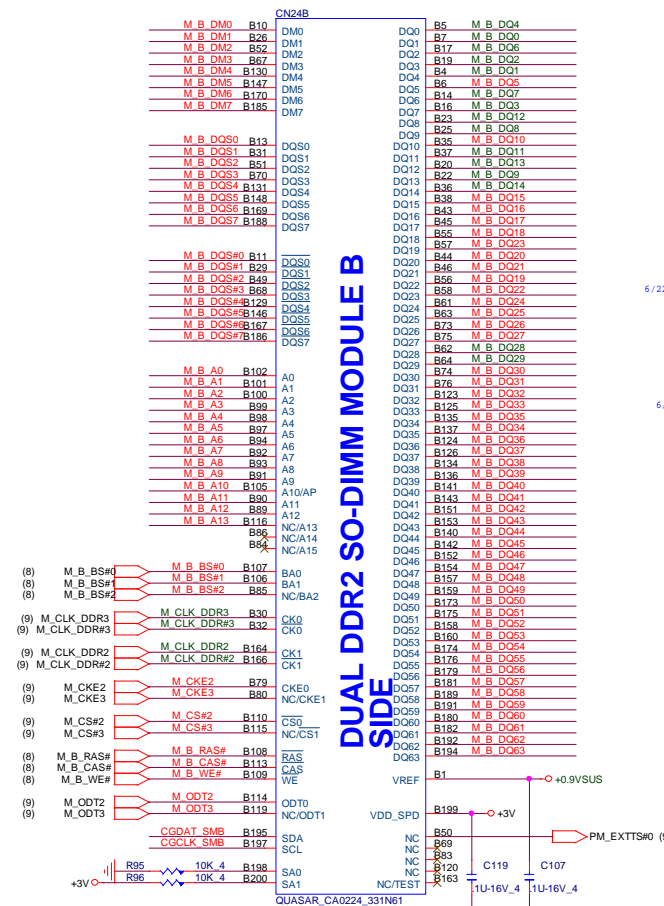 CN24B
M_B_DM0 B10 DM0
M_B_DM1 B26 DM1
M_B_DM2 B52 DM2
M_B_DM3 B67 DM3
M_B_DM4 B130 DM4
M_B_DM5 B147 DM5
M_B_DM6 B170 DM6
M_B_DM7 B185 DM7
M_B_DQS0 B13 DQS0
M_B_DQS1 B31 DQS1
M_B_DQS2 B51 DQS2
M_B_DQS3 B70 DQS3
M_B_DQS4 B131 DQS4
M_B_DQS5 B148 DQS5
M_B_DQS6 B169 DQS6
M_B_DQS7 B188 DQS7
M_B_DQS#0 B11 DQS0
M_B_DQS#1 B29 DQS1
M_B_DQS#2 B49 DQS2
M_B_DQS#3 B68 DQS3
M_B_DQS#4 B129 DQS4
M_B_DQS#5 B146 DQS5
M_B_DQS#6 B167 DQS6
M_B_DQS#7 B186 DQS7
M_B_A0 B102 A0
M_B_A1 B101 A1
M_B_A2 B100 A2
M_B_A3 B99 A3
M_B_A4 B98 A4
M_B_A5 B97 A5
M_B_A6 B94 A6
M_B_A7 B92 A7
M_B_A8 B93 A8
M_B_A9 B91 A9
M_B_A10 B105 A10/AP
M_B_A11 B90 A11
M_B_A12 B89 A12
M_B_A13 B116 NC/A13
B86 NC/A14
B84 NC/A15
(8) M_B_BS#0 M_B_BS#0 B107 BA0
(8) M_B_BS#1 M_B_BS#1 B106 BA1
(8) M_B_BS#2 M_B_BS#2 B85 NC/BA2
(9) M_CLK_DDR3 M_CLK_DDR3 B30 CK0
(9) M_CLK_DDR#3 M_CLK_DDR#3 B32 CK0
(9) M_CLK_DDR2 M_CLK_DDR2 B164 CK1
(9) M_CLK_DDR#2 M_CLK_DDR#2 B166 CK1
(9) M_CKE2 M_CKE2 B79 CKE0
(9) M_CKE3 M_CKE3 B80 NC/CKE1
(9) M_CS#2 M_CS#2 B110 CS0
(9) M_CS#3 M_CS#3 B115 NC/CS1
(8) M_B_RAS# M_B_RAS# B108 RAS
(8) M_B_CAS# M_B_CAS# B113 CAS
(8) M_B_WE# M_B_WE# B109 WE
(9) M_ODT2 M_ODT2 B114 ODT0
(9) M_ODT3 M_ODT3 B119 NC/ODT1
CGDAT_SMB B195 SDA
CGCLK_SMB B197 SCL
R95 10K_4 B198 SA0
+3V R96 10K_4 B200 SA1
DUAL DDR2 SO-DIMM MODULE B
SIDE
DQ0 B5 M_B_DQ4
DQ1 B7 M_B_DQ0
DQ2 B17 M_B_DQ6
DQ3 B19 M_B_DQ2
DQ4 B4 M_B_DQ1
DQ5 B6 M_B_DQ5
DQ6 B14 M_B_DQ7
DQ7 B16 M_B_DQ3
DQ8 B23 M_B_DQ12
DQ9 B25 M_B_DQ8
DQ10 B35 M_B_DQ10
DQ11 B37 M_B_DQ11
DQ12 B20 M_B_DQ13
DQ13 B22 M_B_DQ9
DQ14 B36 M_B_DQ14
DQ15 B38 M_B_DQ15
DQ16 B43 M_B_DQ16
DQ17 B45 M_B_DQ17
DQ18 B55 M_B_DQ18
DQ19 B57 M_B_DQ23
DQ20 B44 M_B_DQ20
DQ21 B46 M_B_DQ21
DQ22 B56 M_B_DQ19
DQ23 B58 M_B_DQ22
DQ24 B61 M_B_DQ24
DQ25 B63 M_B_DQ25
DQ26 B73 M_B_DQ26
DQ27 B75 M_B_DQ27
DQ28 B62 M_B_DQ28
DQ29 B64 M_B_DQ29
DQ30 B74 M_B_DQ30
DQ31 B76 M_B_DQ31
DQ32 B123 M_B_DQ32
DQ33 B125 M_B_DQ33
DQ34 B135 M_B_DQ35
DQ35 B137 M_B_DQ34
DQ36 B124 M_B_DQ37
DQ37 B126 M_B_DQ36
DQ38 B134 M_B_DQ38
DQ39 B136 M_B_DQ39
DQ40 B141 M_B_DQ40
DQ41 B143 M_B_DQ41
DQ42 B151 M_B_DQ42
DQ43 B153 M_B_DQ43
DQ44 B140 M_B_DQ44
DQ45 B142 M_B_DQ45
DQ46 B152 M_B_DQ46
DQ47 B154 M_B_DQ47
DQ48 B157 M_B_DQ48
DQ49 B159 M_B_DQ49
DQ50 B173 M_B_DQ50
DQ51 B175 M_B_DQ51
DQ52 B158 M_B_DQ52
DQ53 B160 M_B_DQ53
DQ54 B174 M_B_DQ54
DQ55 B176 M_B_DQ55
DQ56 B179 M_B_DQ56
DQ57 B181 M_B_DQ57
DQ58 B189 M_B_DQ58
DQ59 B191 M_B_DQ59
DQ60 B180 M_B_DQ60
DQ61 B182 M_B_DQ61
DQ62 B192 M_B_DQ62
DQ63 B194 M_B_DQ63
VREF B1 +0.9VSUS
VDD_SPD B199 +3V
NC B50 PM_EXTTS#0 (9
NC B69
NC B83
NC B120
NC/TEST B163
C119 C107
.1U-16V_4 .1U-16V_4
QUASAR_CA0224_331N61
6/22
6/